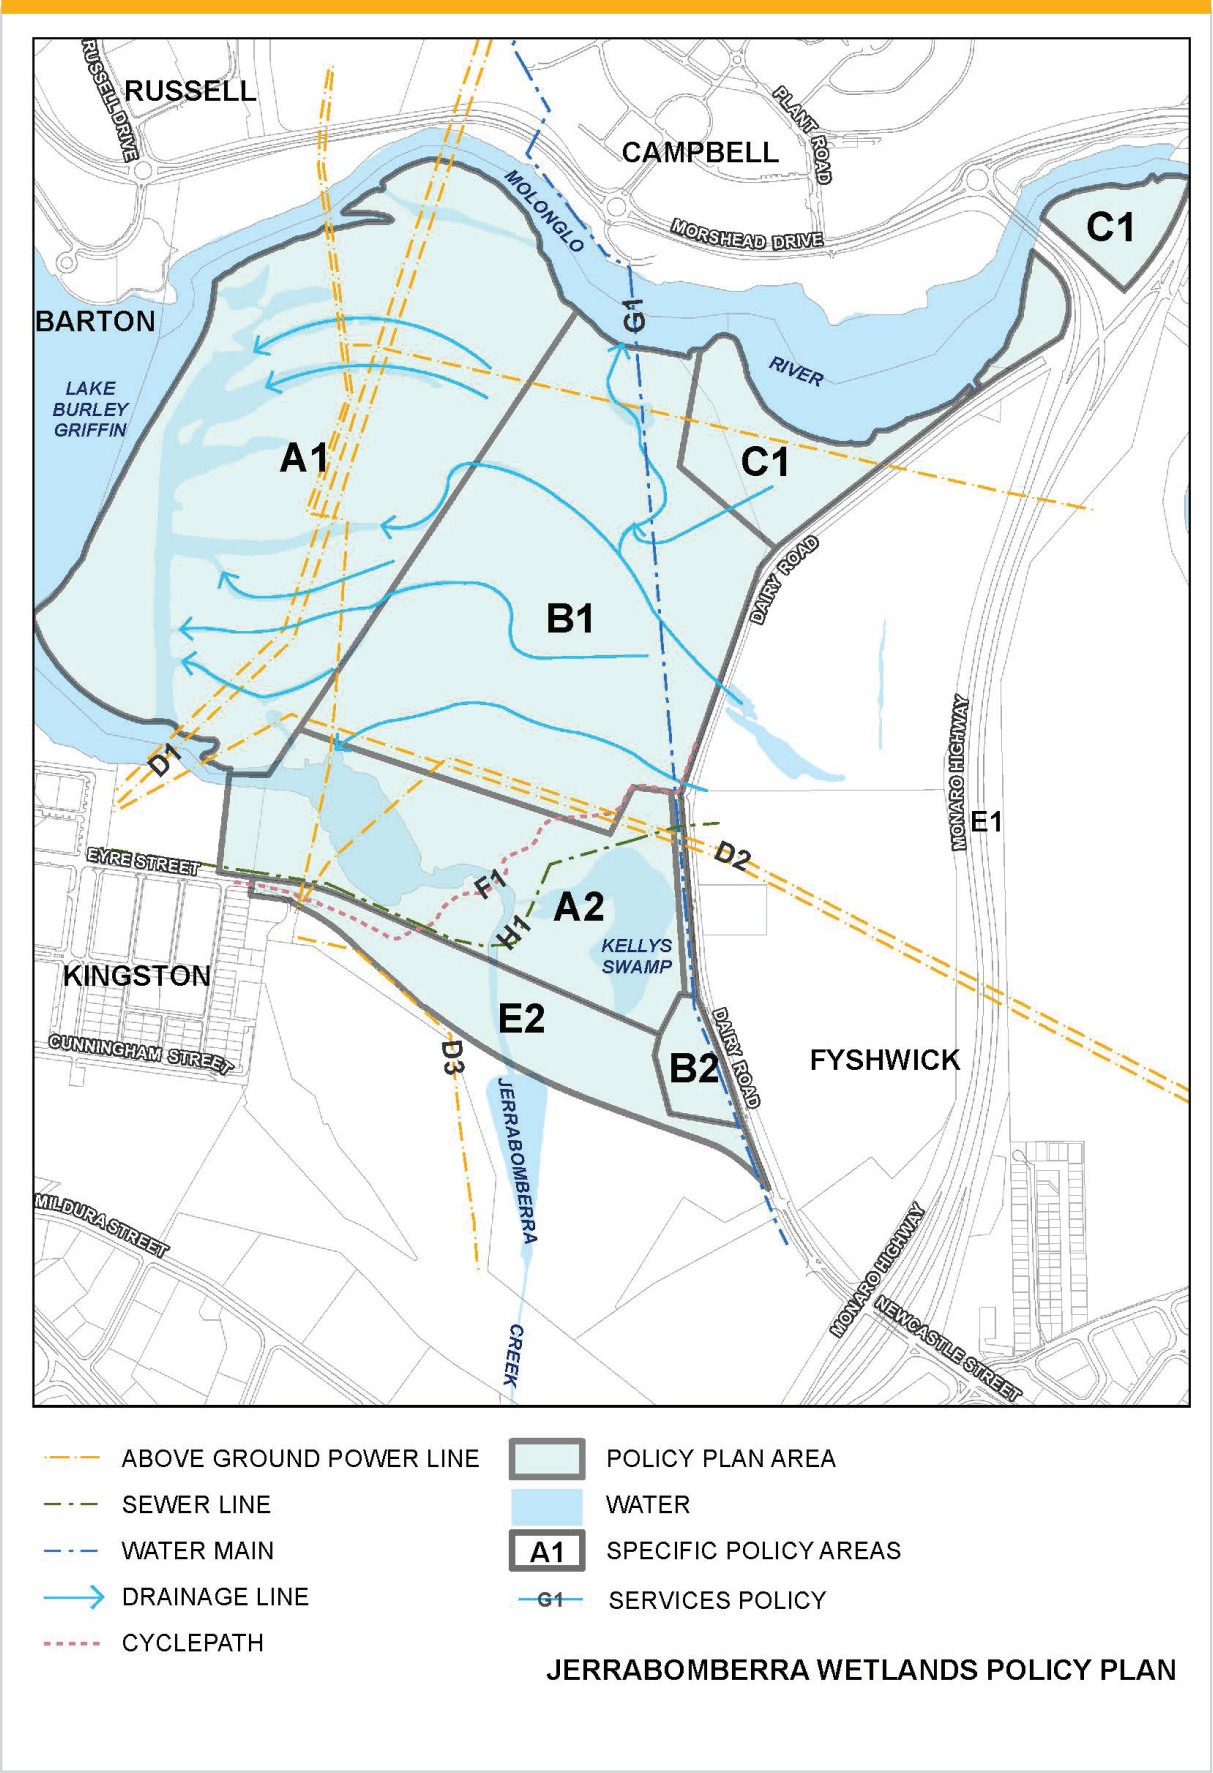 RUSSELL DRIVE
RUSSELL
CAMPBELL
PLANT ROAD
MOLONGLO
MORSHEAD DRIVE
C1
G1
BARTON
RIVER
LAKE
BURLEY
GRIFFIN
A1
C1
DAIRY ROAD
B1
MONARO HIGHWAY
D1
E1
EYRE STREET
D2
F1
A2
H1
KELLYS
SWAMP
KINGSTON
E2
CUNNINGHAM STREET
D3
B2
DAIRY ROAD
FYSHWICK
JERRABOMBERRA
MILDURA STREET
MONARO HIGHWAY
NEWCASTLE STREET
CREEK
ABOVE GROUND POWER LINE
SEWER LINE
WATER MAIN
DRAINAGE LINE
CYCLEPATH
POLICY PLAN AREA
WATER
A1 SPECIFIC POLICY AREAS
G1 SERVICES POLICY
JERRABOMBERRA WETLANDS POLICY PLAN